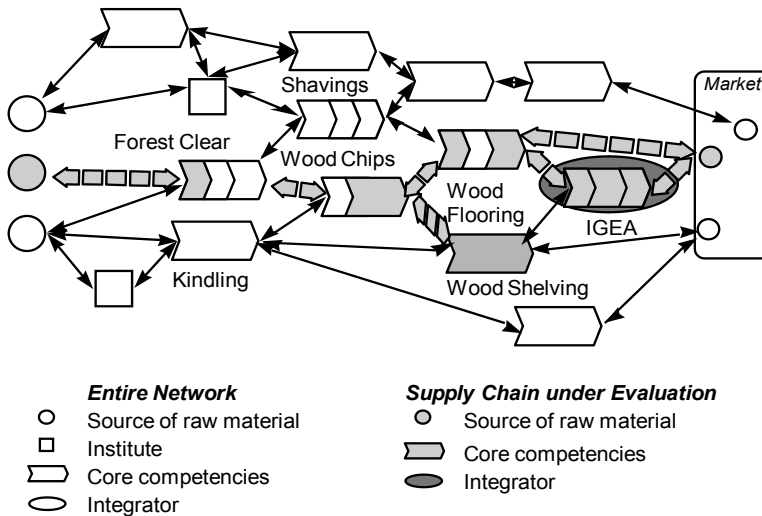 Market
Shavings
Forest Clear
Wood Chips
Wood
Flooring
IGEA
Kindling
Wood Shelving
Entire Network
Source of raw material
Institute
Core competencies
Integrator
Supply Chain under Evaluation
Source of raw material
Core competencies
Integrator